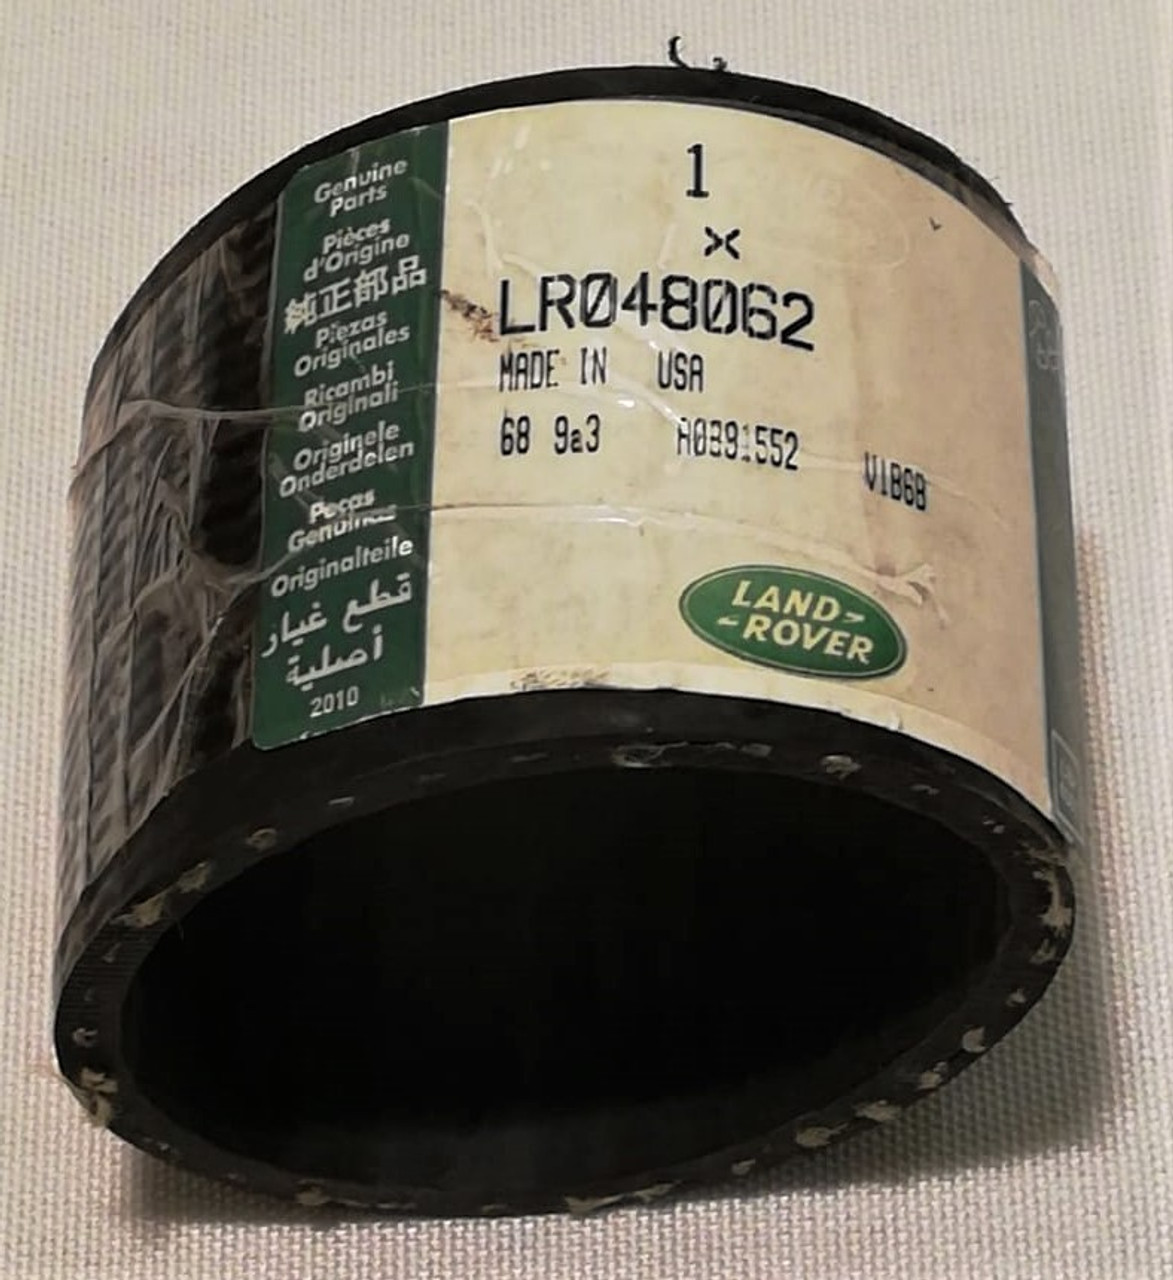 Genuine
Parts
Pièces
d'Origine
純正部品
Piezas
Originales
Ricambi
Originali
Originele
Onderdelen
Peças
Genuínas
Originalteile
قطع غيار
أصلية
2010
1
X
LR048062
MADE IN USA
68 9a3 A0391552 V1B6B
LAND
ROVER